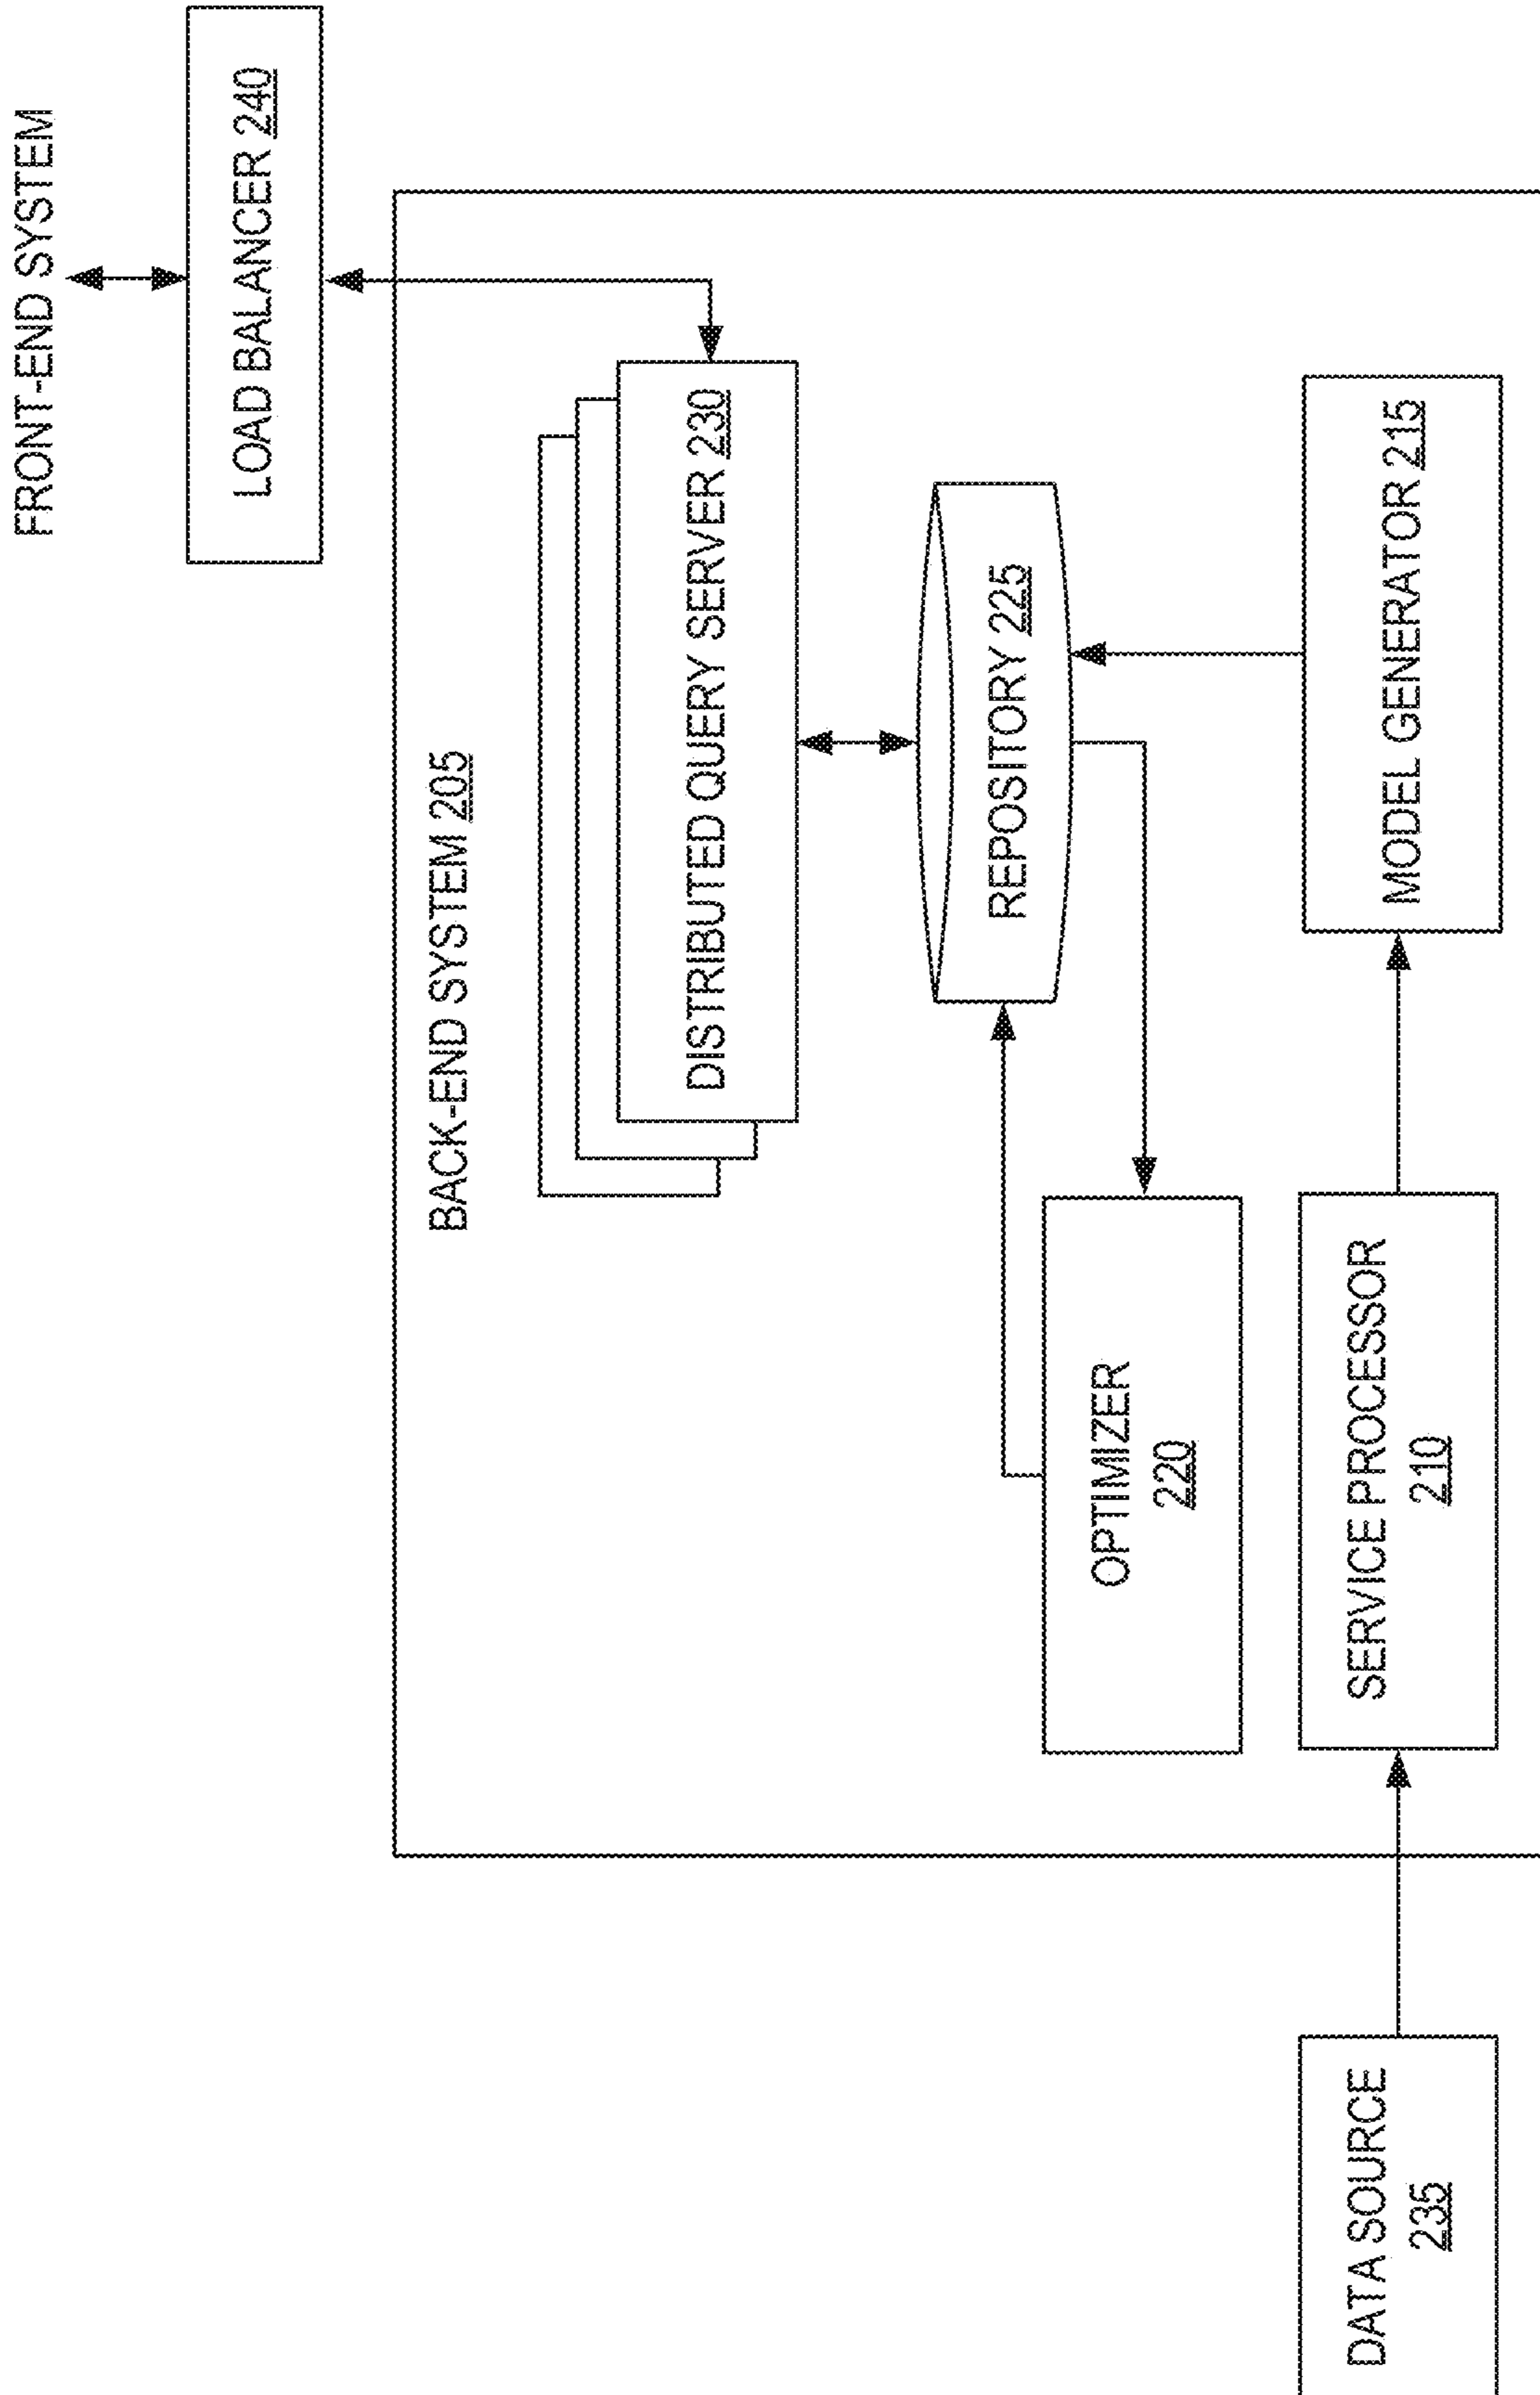 FRONT-END SYSTEM
LOAD BALANCER 240
BACK-END SYSTEM 205
DISTRIBUTED QUERY SERVER 230
REPOSITORY 225
OPTIMIZER
220
DATA SOURCE
235
SERVICE PROCESSOR
210
MODEL GENERATOR 215